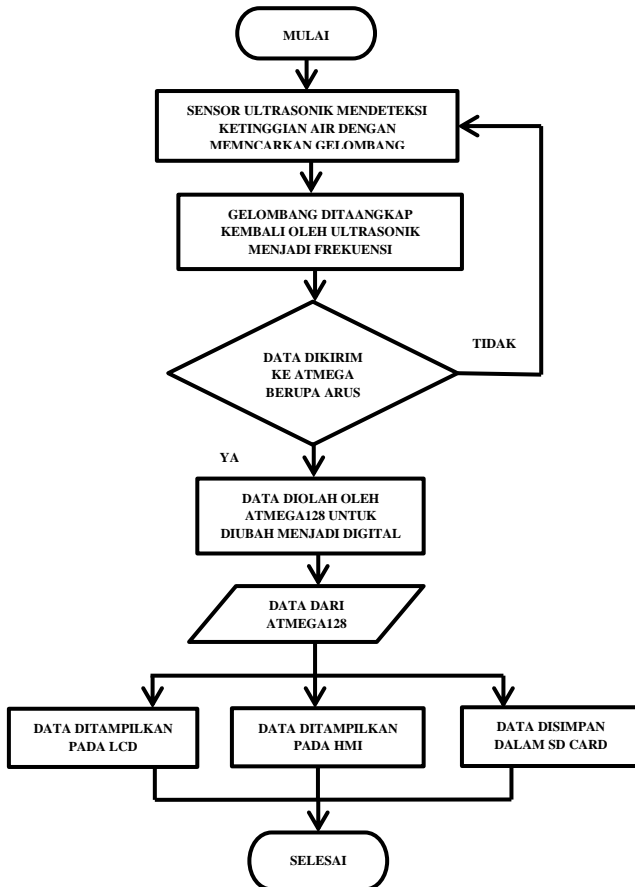 MULAI
SENSOR ULTRASONIK MENDETEKSI
KETINGGIAN AIR DENGAN
MEMNCARKAN GELOMBANG
GELOMBANG DITAANGKAP
KEMBALI OLEH ULTRASONIK
MENJADI FREKUENSI
TIDAK
DATA DIKIRIM
KE ATMEGA
BERUPA ARUS
YA
DATA DIOLAH OLEH
ATMEGA128 UNTUK
DIUBAH MENJADI DIGITAL
DATA DARI
ATMEGA128
DATA DITAMPILKAN
PADA LCD
DATA DITAMPILKAN
PADA HMI
DATA DISIMPAN
DALAM SD CARD
SELESAI